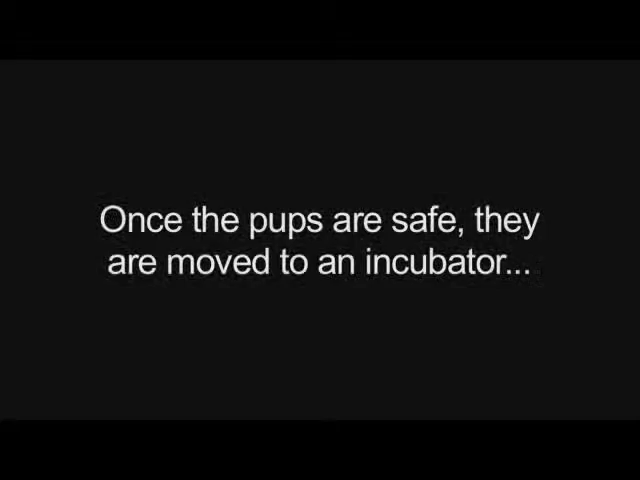 Once the pups are safe, they
are moved to an incubator...